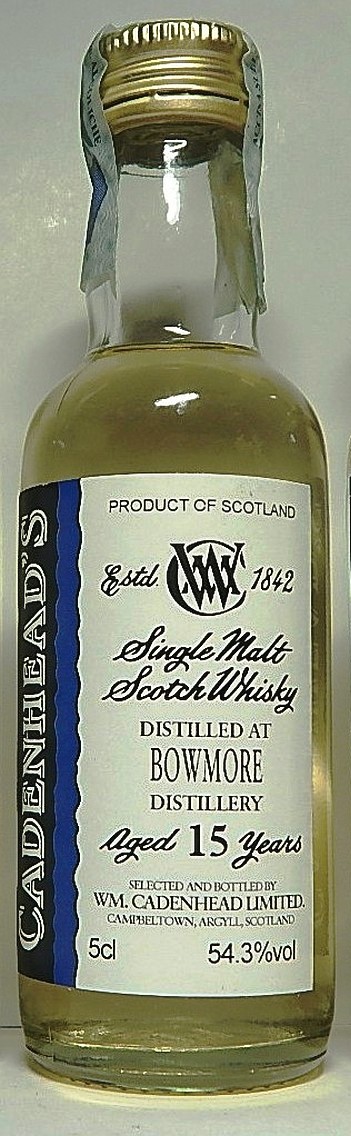 CADENHEAD'S
PRODUCT OF SCOTLAND
Estd. 1842
Single Malt
Scotch Whisky
DISTILLED AT
BOWMORE
DISTILLERY
Aged 15 Years
SELECTED AND BOTTLED BY
WM. CADENHEAD LIMITED.
CAMPBELTOWN, ARGYLL, SCOTLAND
5cl 54.3%vol